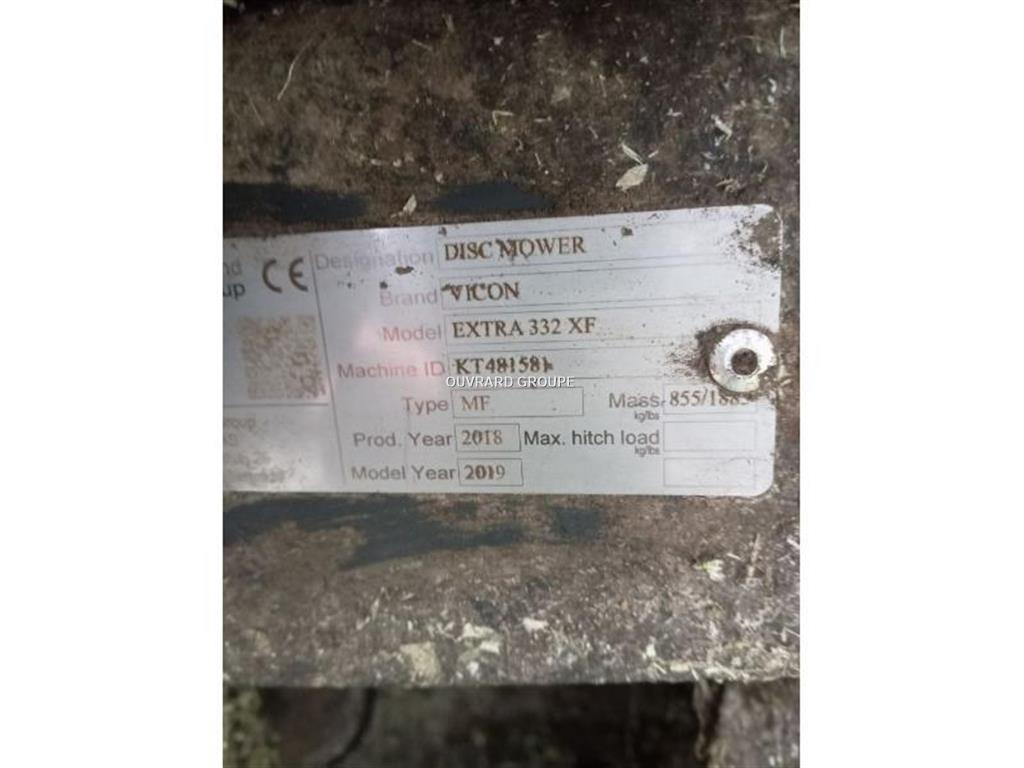 CE
Designation DISC MOWER
Brand VICON
Model EXTRA 332 XF
Machine ID KT481581
OUVRARD GROUPE
Type MF Mass kg/lbs
Prod. Year 2018 Max. hitch load kg/lbs
Model Year 2019